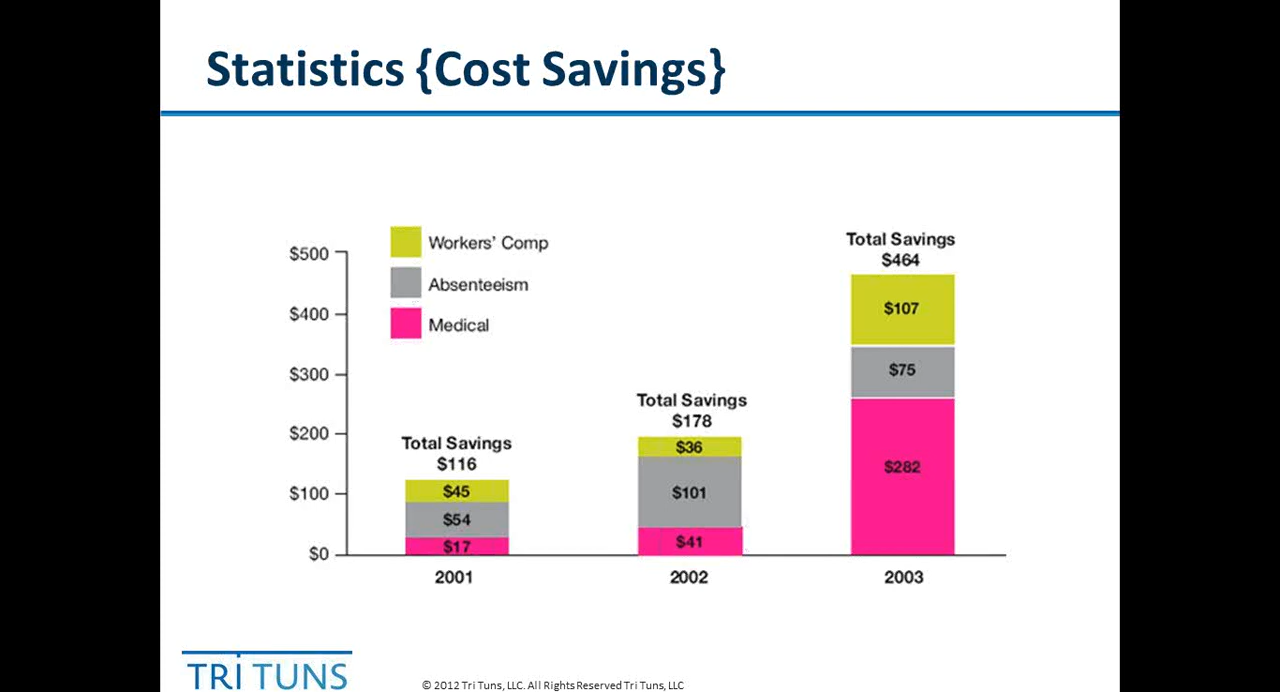 Statistics {Cost Savings}
Workers' Comp
Absenteeism
Medical
$500
$400
$300
$200
$100
$0
Total Savings
$116
$45
$54
$17
2001
Total Savings
$178
$36
$101
$41
2002
Total Savings
$464
$107
$75
$282
2003
TRI TUNS
© 2012 Tri Tuns, LLC. All Rights Reserved Tri Tuns, LLC